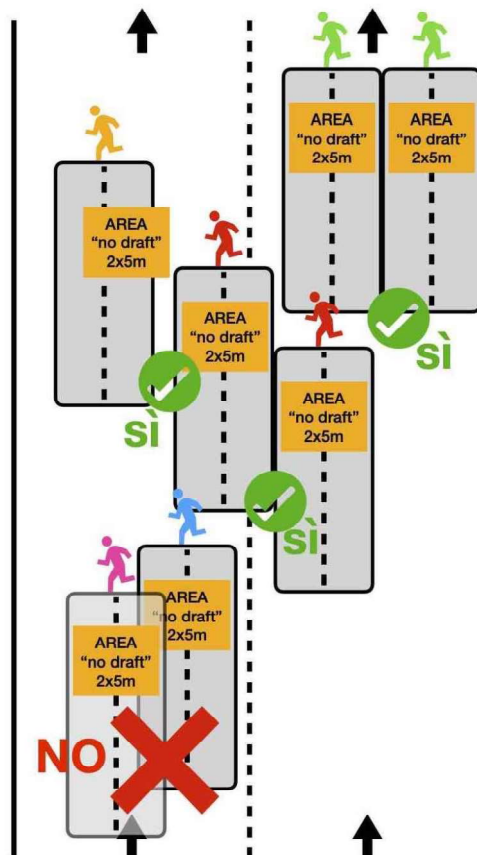 AREA
“no draft”
2x5m
AREA
“no draft”
2x5m
AREA
“no draft”
2x5m
AREA
“no draft”
2x5m
sì
AREA
“no draft”
2x5m
sì
sì
AREA
“no draft”
2x5m
AREA
“no draft”
2x5m
NO